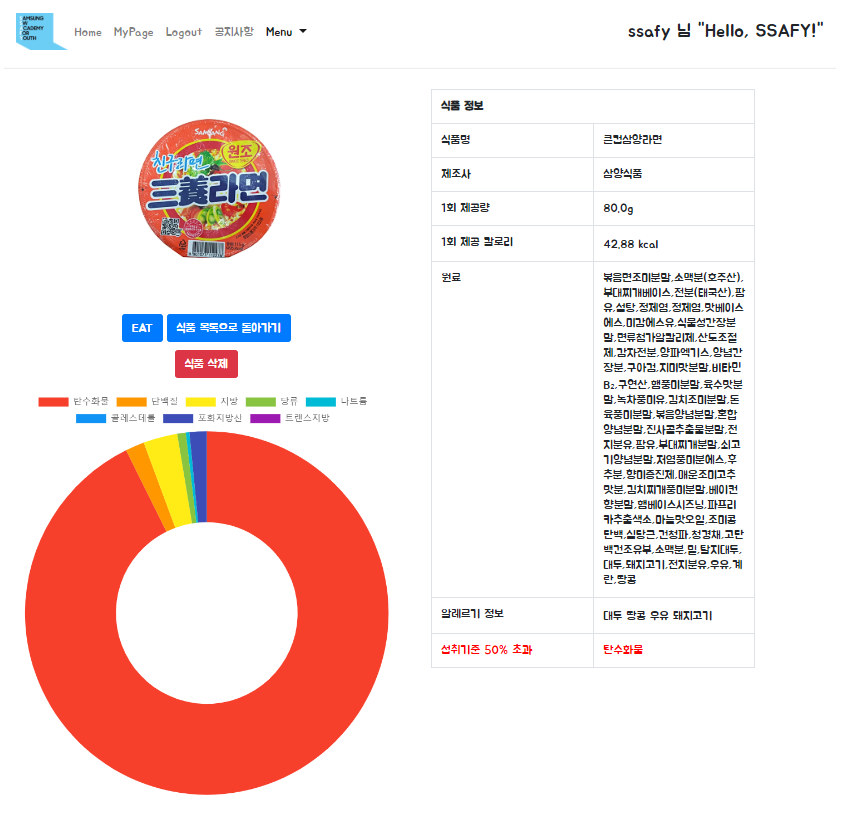 AMSUNG
W
CADEMY
OR
OUTH
Home MyPage Logout 공지사항 Menu
ssafy 님 "Hello, SSAFY!"
SAMYANG
원조
친구라면
三養라면
EAT 식품 목록으로 돌아가기
식품 삭제
탄수화물 단백질 지방 당류 나트륨
콜레스테롤 포화지방산 트랜스지방
식품 정보
식품명 큰컵삼양라면
제조사 삼양식품
1회 제공량 80.0g
1회 제공 칼로리 42.88 kcal
원료 볶음면조미분말,소맥분(호주산),
부대찌개베이스,전분(태국산),팜
유,설탕,정제염,정제염,맛베이스
에스,미감에스유,식물성간장분
말,면류첨가알칼리제,산도조절
제,감자전분,양파엑기스,양념간
장분,구아검,지미맛분말,비타민
B₂,구연산,햄풍미분말,육수맛분
말,녹차풍미유,김치조미분말,돈
육풍미분말,볶음양념분말,혼합
양념분말,진사골추출물분말,전
지분유,팜유,부대찌개분말,쇠고
기양념분말,저염풍미분에스,후
추분,향미증진제,매운조미고추
맛분,김치찌개풍미분말,베이컨
향분말,햄베이스시즈닝,파프리
카추출색소,마늘맛오일,조미콩
단백,실당근,건청파,청경채,고단
백건조유부,소맥분,밀,탈지대두,
대두,돼지고기,전지분유,우유,계
란,땅콩
알레르기 정보 대두 땅콩 우유 돼지고기
섭취기준 50% 초과 탄수화물